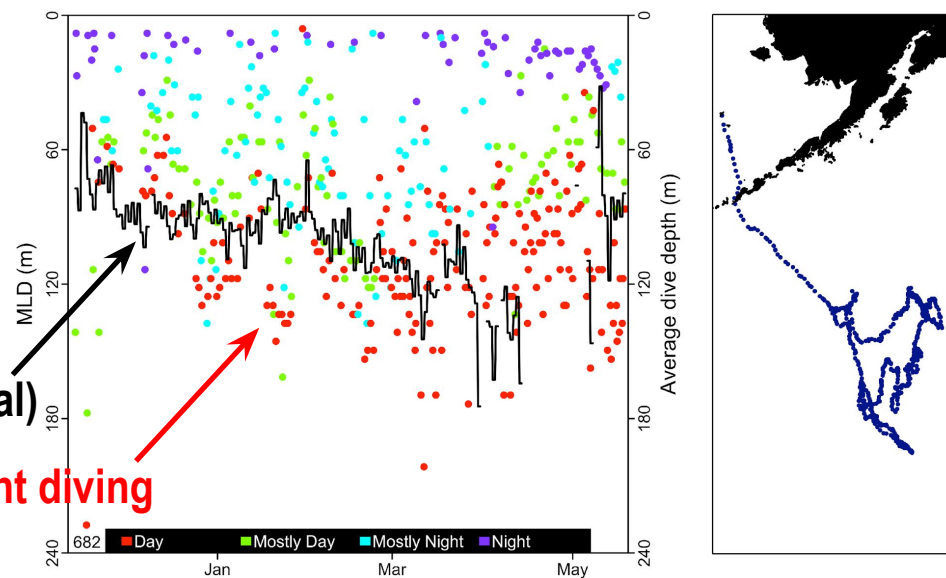 0
0
60
60
MLD (m)
120
120
Average dive depth (m)
al)
180
180
nt diving
682 Day Mostly Day Mostly Night Night
240
240
Jan Mar May